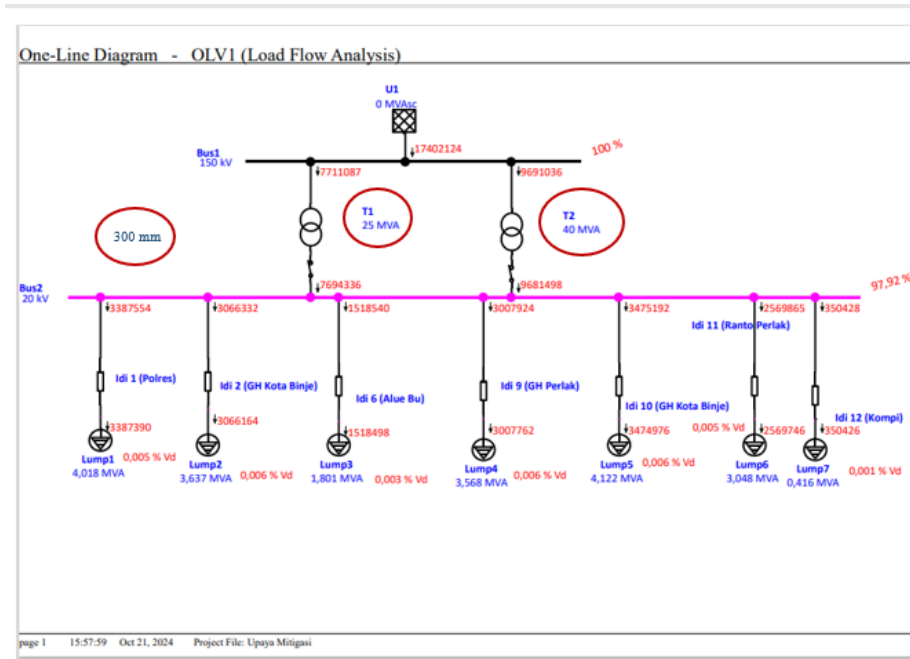 One-Line Diagram - OLV1 (Load Flow Analysis)
U1
0 MVAsc
17402124
100 %
Bus1
150 kV
7711087
9691036
T1
25 MVA
T2
40 MVA
300 mm
7694336
9681498
97,92 %
Bus2
20 kV
3387554
3066332
1518540
3007924
3475192
2569865
350428
Idi 11 (Ranto Perlak)
Idi 1 (Polres)
Idi 2 (GH Kota Binje)
Idi 6 (Alue Bu)
Idi 9 (GH Perlak)
Idi 10 (GH Kota Binje)
Idi 12 (Kompi)
3387390
3066164
1518498
3007762
3474976
2569746
350426
Lump1
4,018 MVA
0,005 % Vd
Lump2
3,637 MVA
0,006 % Vd
Lump3
1,801 MVA
0,003 % Vd
Lump4
3,568 MVA
0,006 % Vd
Lump5
4,122 MVA
0,006 % Vd
0,005 % Vd
Lump6
3,048 MVA
Lump7
0,416 MVA
0,001 % Vd
page 1 15:57:59 Oct 21, 2024 Project File: Upaya Mitigasi